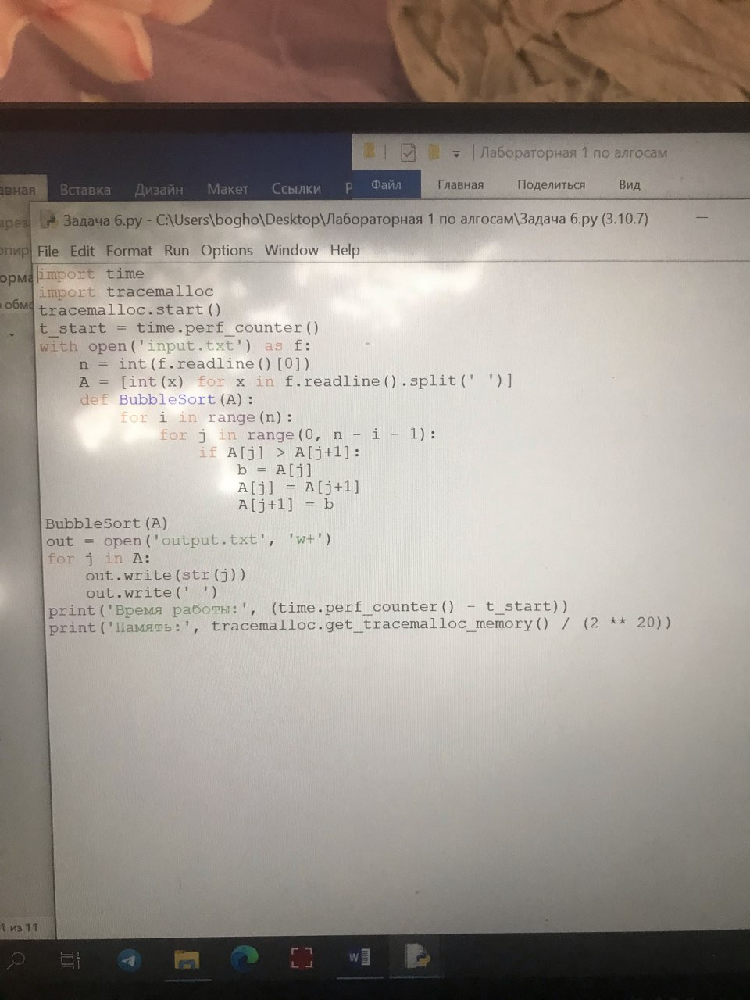 Лабораторная 1 по алгосам
авная Вставка Дизайн Макет Ссылки Р Файл Главная Поделиться Вид
Задача 6.py - C:\Users\bogho\Desktop\Лабораторная 1 по алгосам\Задача 6.py (3.10.7)
File Edit Format Run Options Window Help
import time
import tracemalloc
tracemalloc.start()
t_start = time.perf_counter()
with open('input.txt') as f:
    n = int(f.readline()[0])
    A = [int(x) for x in f.readline().split(' ')]
    def BubbleSort(A):
        for i in range(n):
            for j in range(0, n - i - 1):
                if A[j] > A[j+1]:
                    b = A[j]
                    A[j] = A[j+1]
                    A[j+1] = b
BubbleSort(A)
out = open('output.txt', 'w+')
for j in A:
    out.write(str(j))
    out.write(' ')
print('Время работы:', (time.perf_counter() - t_start))
print('Память:', tracemalloc.get_tracemalloc_memory() / (2 ** 20))
1 из 11
W